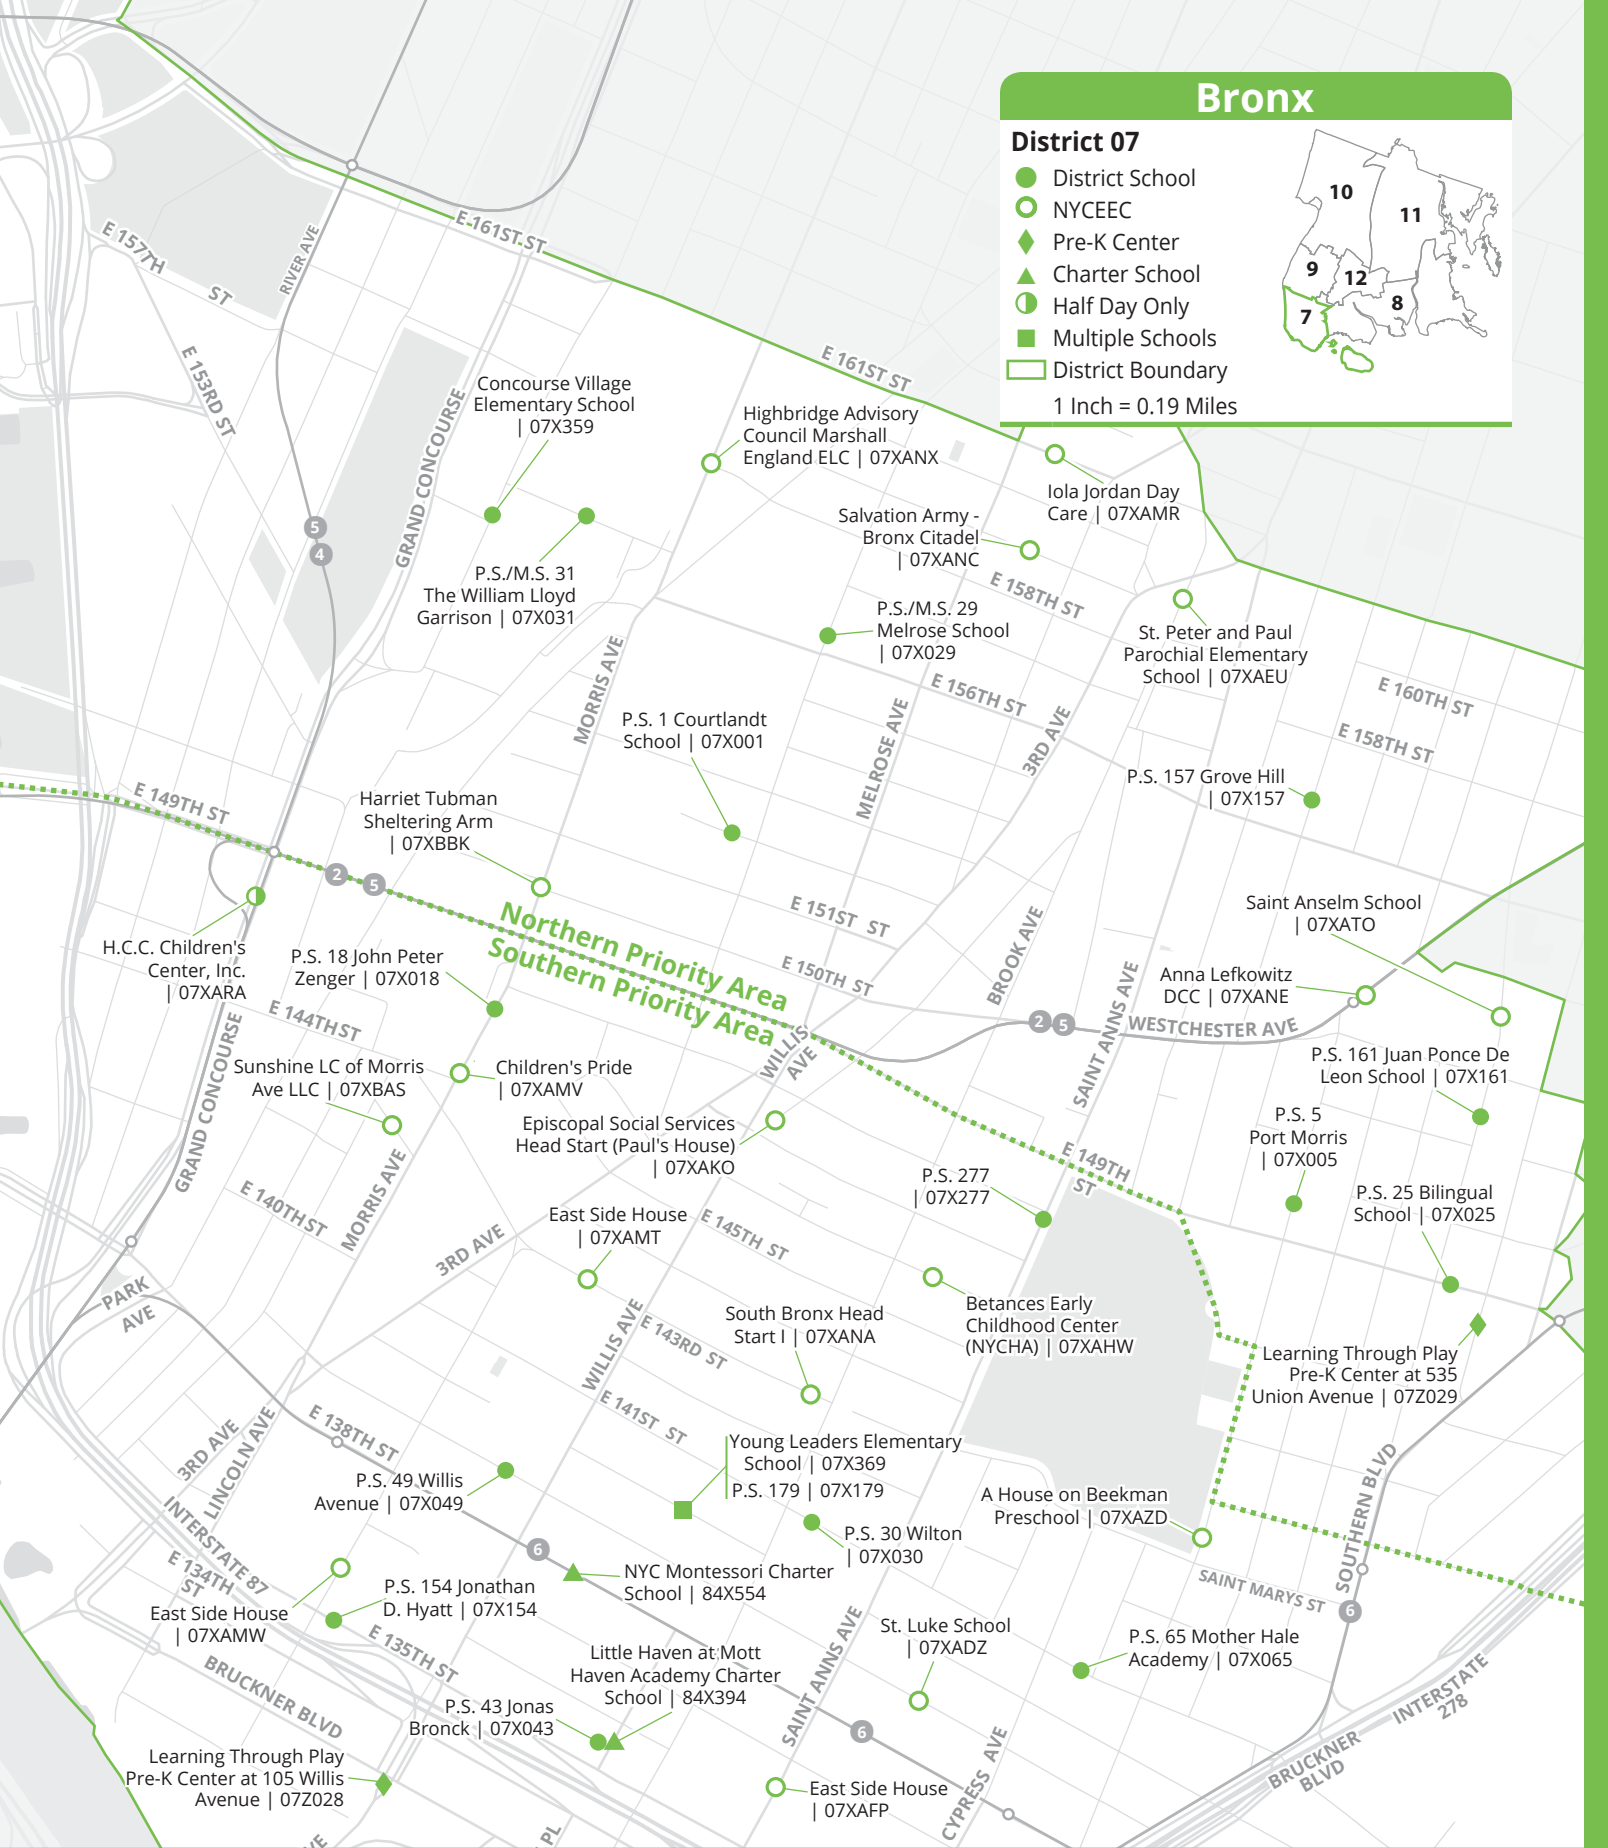 Bronx
District 07
District School
NYCEEC
Pre-K Center
Charter School
Half Day Only
Multiple Schools
District Boundary
1 Inch = 0.19 Miles
10
11
9
12
8
7
E 161ST ST
E 157TH
ST
RIVER AVE
E 153RD ST
E 161ST ST
GRAND CONCOURSE
Concourse Village
Elementary School
| 07X359
Highbridge Advisory
Council Marshall
England ELC | 07XANX
Iola Jordan Day
Care | 07XAMR
Salvation Army -
Bronx Citadel
| 07XANC
5
4
P.S./M.S. 31
The William Lloyd
Garrison | 07X031
E 158TH ST
P.S./M.S. 29
Melrose School
| 07X029
St. Peter and Paul
Parochial Elementary
School | 07XAEU
MORRIS AVE
E 156TH ST
E 160TH ST
P.S. 1 Courtlandt
School | 07X001
MELROSE AVE
3RD AVE
E 158TH ST
P.S. 157 Grove Hill
| 07X157
E 149TH ST
Harriet Tubman
Sheltering Arm
| 07XBBK
2
5
Northern Priority Area
Southern Priority Area
E 151ST ST
E 150TH ST
BROOK AVE
Saint Anselm School
| 07XATO
H.C.C. Children's
Center, Inc.
| 07XARA
P.S. 18 John Peter
Zenger | 07X018
Anna Lefkowitz
DCC | 07XANE
SAINT ANNS AVE
2
5
WESTCHESTER AVE
E 144TH ST
GRAND CONCOURSE
WILLIS
AVE
Sunshine LC of Morris
Ave LLC | 07XBAS
Children's Pride
| 07XAMV
P.S. 161 Juan Ponce De
Leon School | 07X161
Episcopal Social Services
Head Start (Paul's House)
| 07XAKO
P.S. 5
Port Morris
| 07X005
E 149TH
ST
P.S. 277
| 07X277
P.S. 25 Bilingual
School | 07X025
E 140TH ST
MORRIS AVE
East Side House
| 07XAMT
E 145TH ST
3RD AVE
PARK
AVE
South Bronx Head
Start I | 07XANA
Betances Early
Childhood Center
(NYCHA) | 07XAHW
WILLIS AVE
E 143RD ST
Learning Through Play
Pre-K Center at 535
Union Avenue | 07Z029
E 138TH ST
E 141ST ST
3RD AVE
LINCOLN AVE
Young Leaders Elementary
School | 07X369
P.S. 179 | 07X179
P.S. 49 Willis
Avenue | 07X049
A House on Beekman
Preschool | 07XAZD
SOUTHERN BLVD
INTERSTATE 87
P.S. 30 Wilton
| 07X030
6
NYC Montessori Charter
School | 84X554
E 134TH
ST
P.S. 154 Jonathan
D. Hyatt | 07X154
SAINT MARYS ST
6
East Side House
| 07XAMW
E 135TH ST
St. Luke School
| 07XADZ
P.S. 65 Mother Hale
Academy | 07X065
Little Haven at Mott
Haven Academy Charter
School | 84X394
SAINT ANNS AVE
BRUCKNER BLVD
P.S. 43 Jonas
Bronck | 07X043
6
INTERSTATE
278
BRUCKNER
BLVD
Learning Through Play
Pre-K Center at 105 Willis
Avenue | 07Z028
East Side House
| 07XAFP
CYPRESS AVE
VE
PL